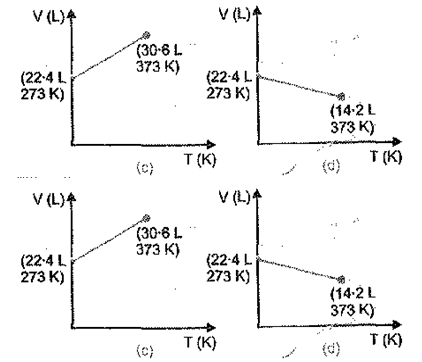 V (L)
(30·6 L
373 K)
(22·4 L
273 K)
T (K)
(c)
V (L)
(22·4 L
273 K)
(14·2 L
373 K)
T (K)
(d)
V (L)
(30·6 L
373 K)
(22·4 L
273 K)
T (K)
(c)
V (L)
(22·4 L
273 K)
(14·2 L
373 K)
T (K)
(d)